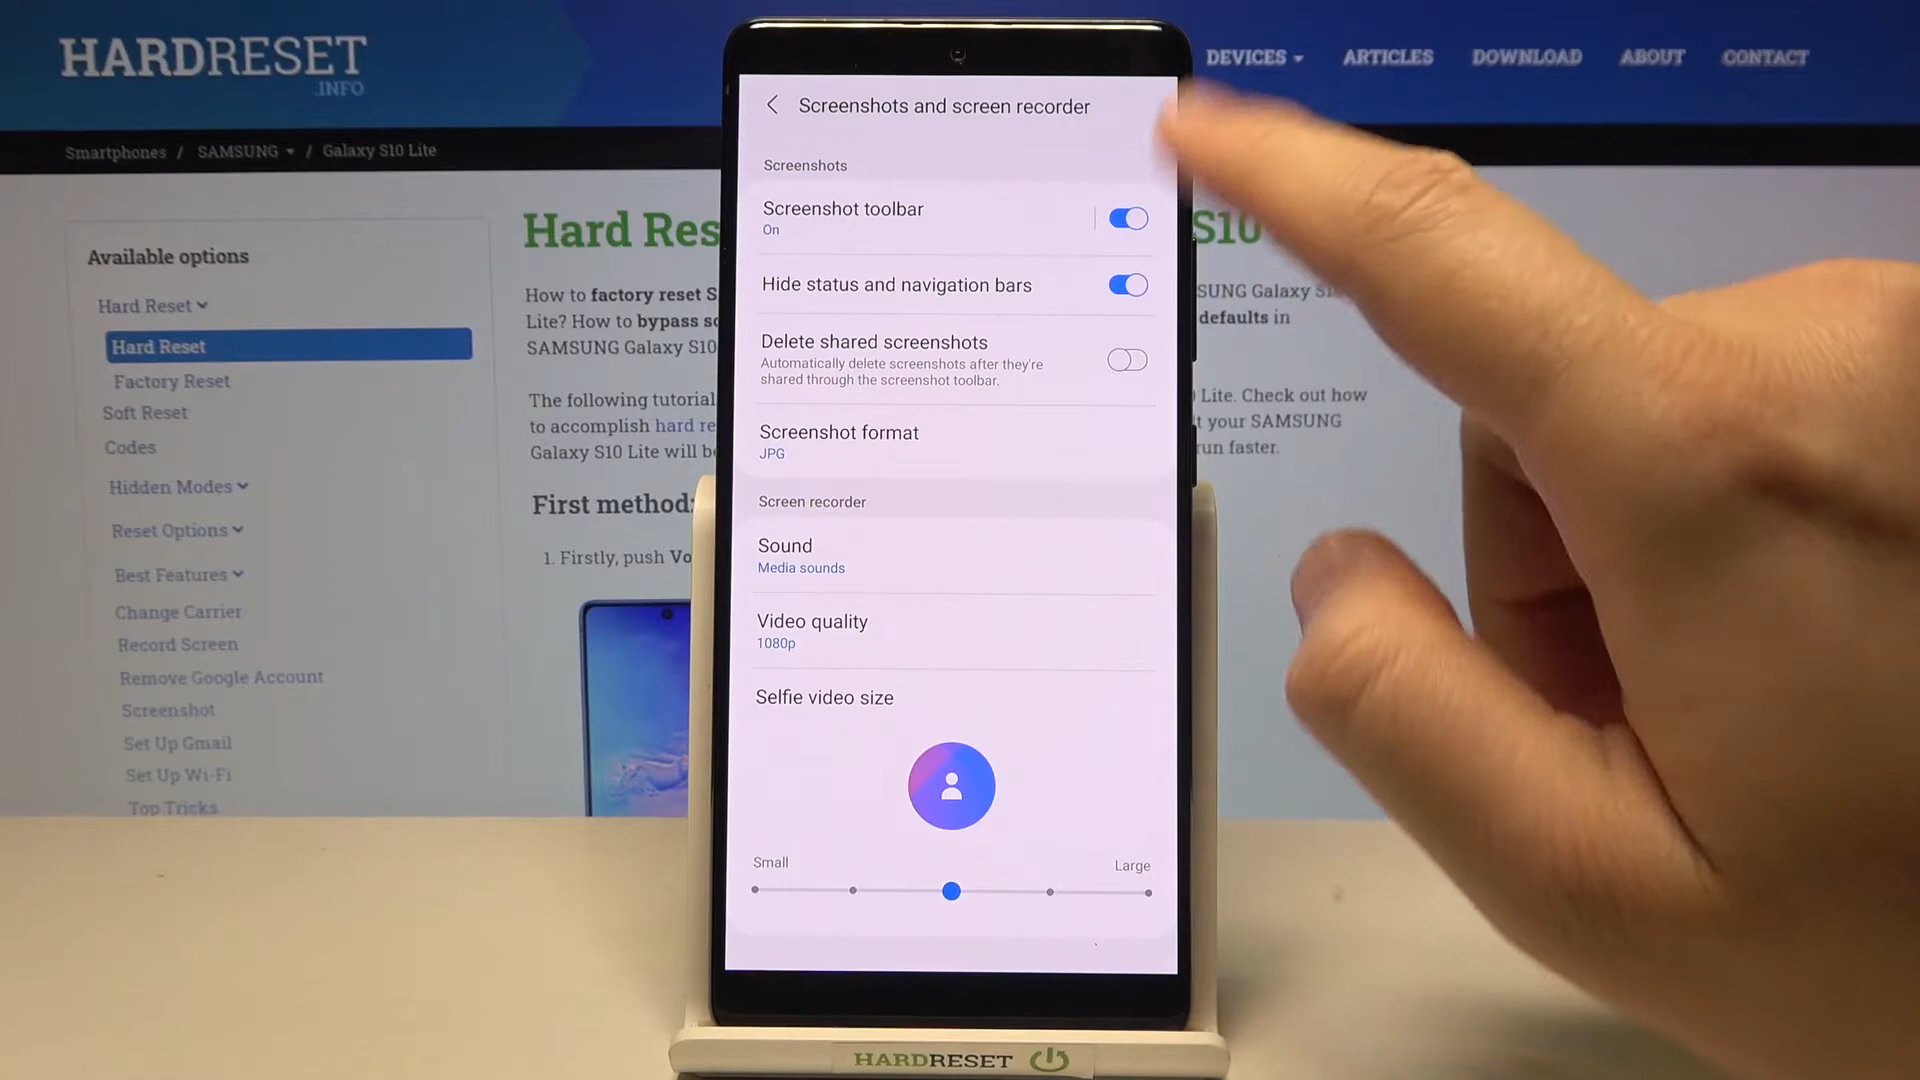 HARDRESET
.INFO
DEVICES
ARTICLES
DOWNLOAD
ABOUT
CONTACT
Smartphones / SAMSUNG / Galaxy S10 Lite
Available options
Hard Reset
Hard Reset
Factory Reset
Soft Reset
Codes
Hidden Modes
Reset Options
Best Features
Change Carrier
Record Screen
Remove Google Account
Screenshot
Set Up Gmail
Set Up Wi-Fi
Top Tricks
Hard Res
S10
How to factory reset S
SUNG Galaxy
Lite? How to bypass
defaults in
SAMSUNG Galaxy S10
The following tutorial
Lite. Check out how
to accomplish hard re
your SAMSUNG
Galaxy S10 Lite will
run faster.
First method:
1. Firstly, push
Screenshots and screen recorder
Screenshots
Screenshot toolbar
On
Hide status and navigation bars
Delete shared screenshots
Automatically delete screenshots after they're
shared through the screenshot toolbar.
Screenshot format
JPG
Screen recorder
Sound
Media sounds
Video quality
1080p
Selfie video size
Small
Large
HARDRESET